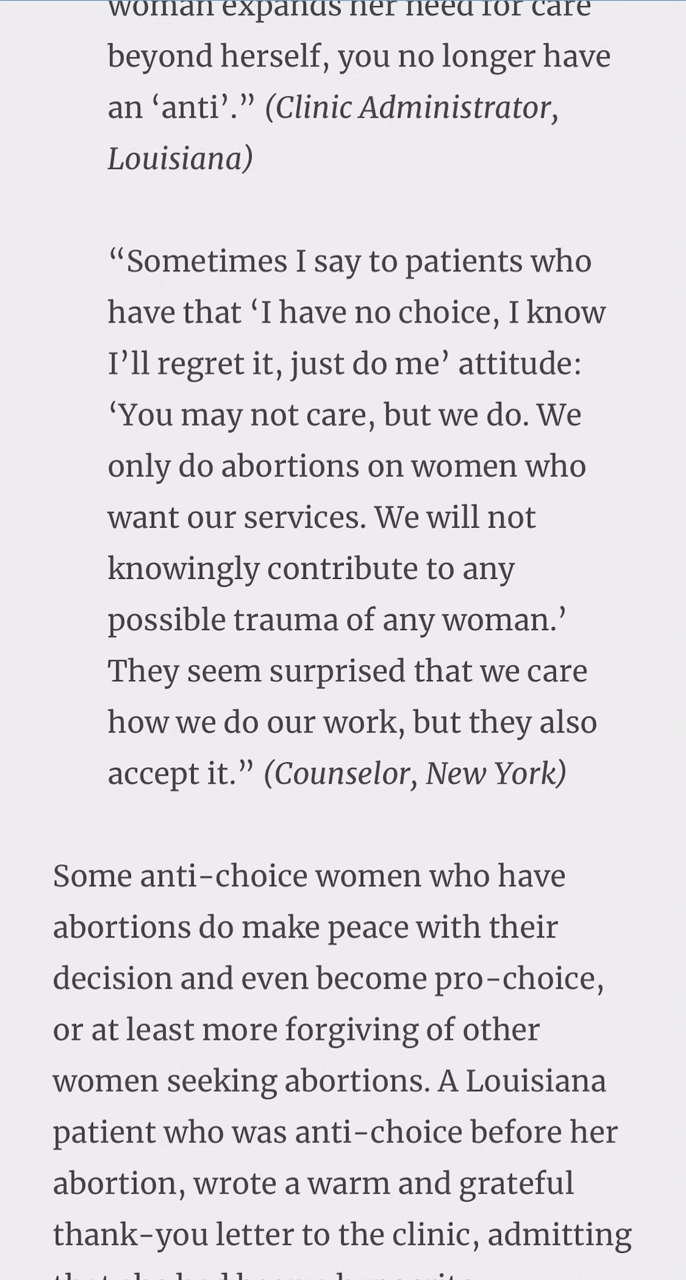 woman expands her need for care
beyond herself, you no longer have
an ‘anti’.” (Clinic Administrator,
Louisiana)
“Sometimes I say to patients who
have that ‘I have no choice, I know
I’ll regret it, just do me’ attitude:
‘You may not care, but we do. We
only do abortions on women who
want our services. We will not
knowingly contribute to any
possible trauma of any woman.’
They seem surprised that we care
how we do our work, but they also
accept it.” (Counselor, New York)
Some anti-choice women who have
abortions do make peace with their
decision and even become pro-choice,
or at least more forgiving of other
women seeking abortions. A Louisiana
patient who was anti-choice before her
abortion, wrote a warm and grateful
thank-you letter to the clinic, admitting